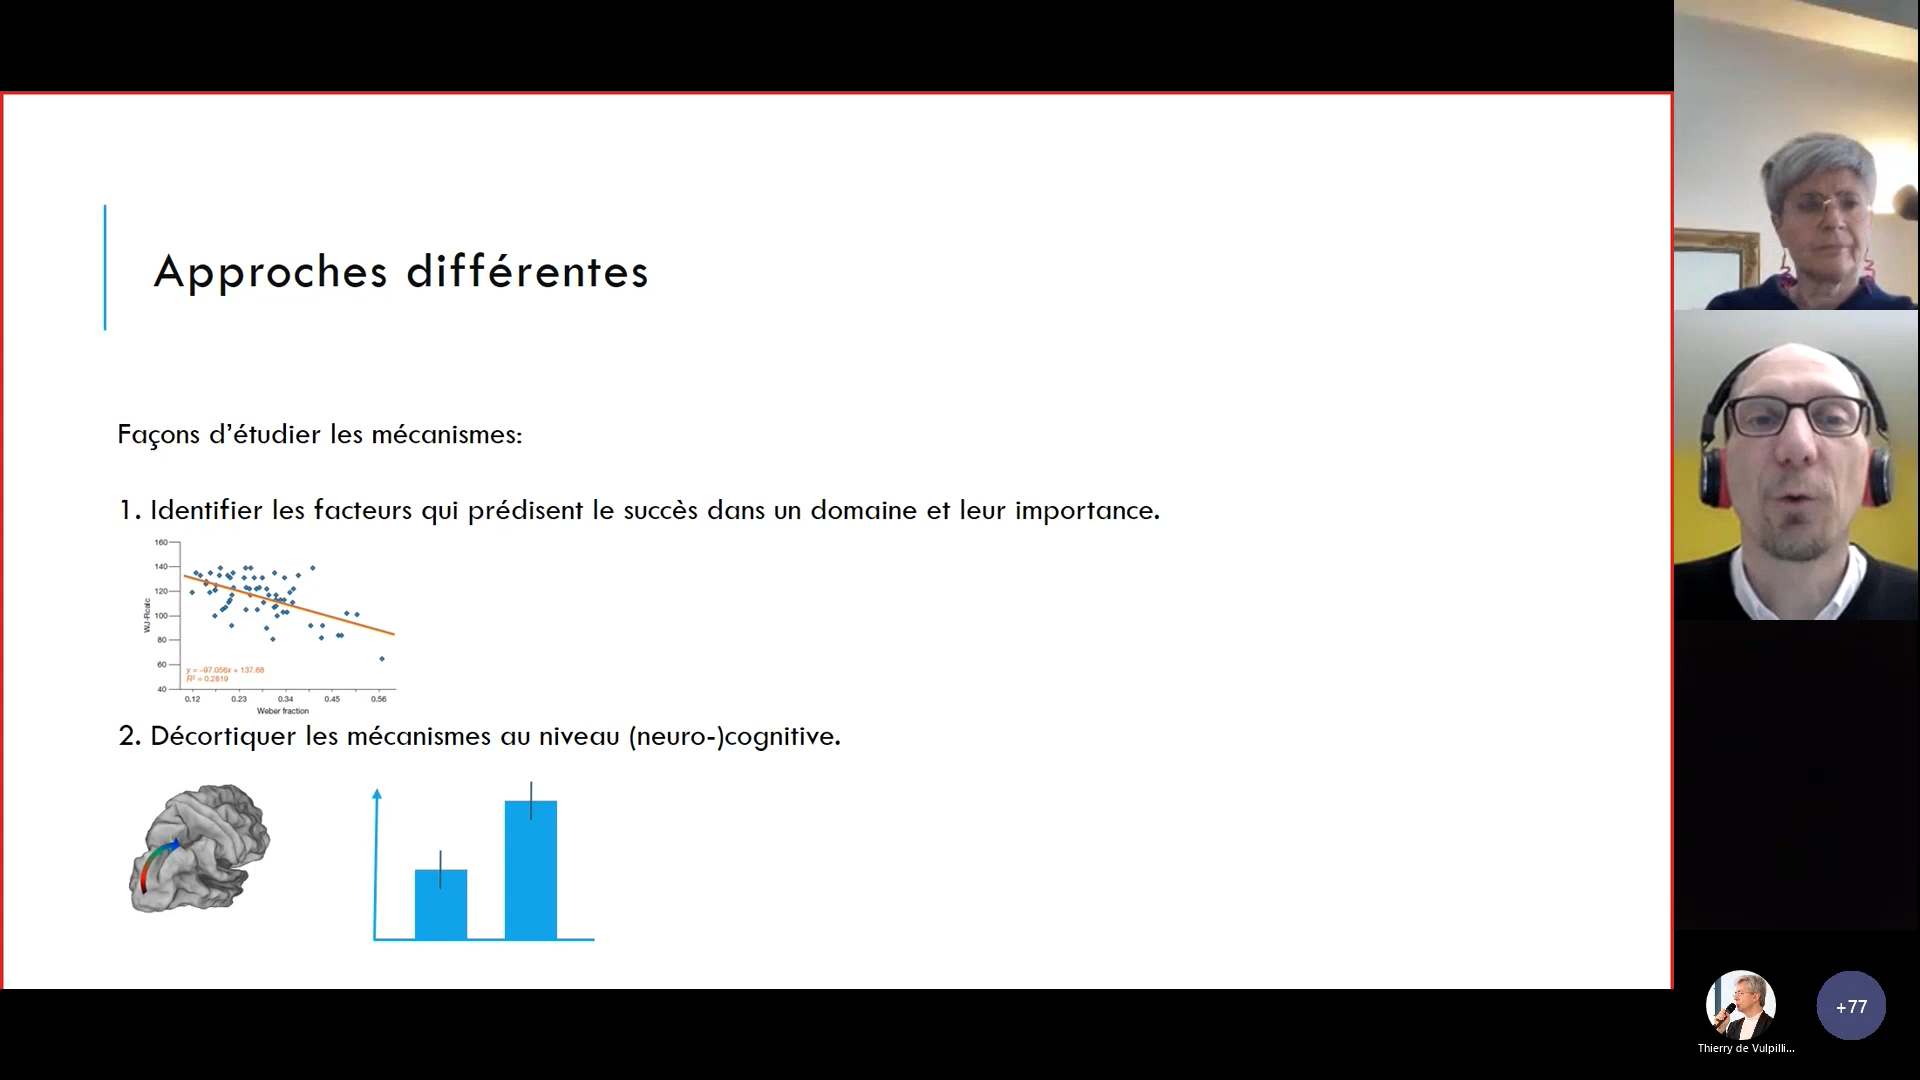 Approches différentes
Façons d’étudier les mécanismes:
1. Identifier les facteurs qui prédisent le succès dans un domaine et leur importance.
160
140
120
100
80
60
40
WJ-Rcalc
y = -97.056x + 137.68
R² = 0.2819
0.12 0.23 0.34 0.45 0.56
Weber fraction
2. Décortiquer les mécanismes au niveau (neuro-)cognitive.
+77
Thierry de Vulpilli...